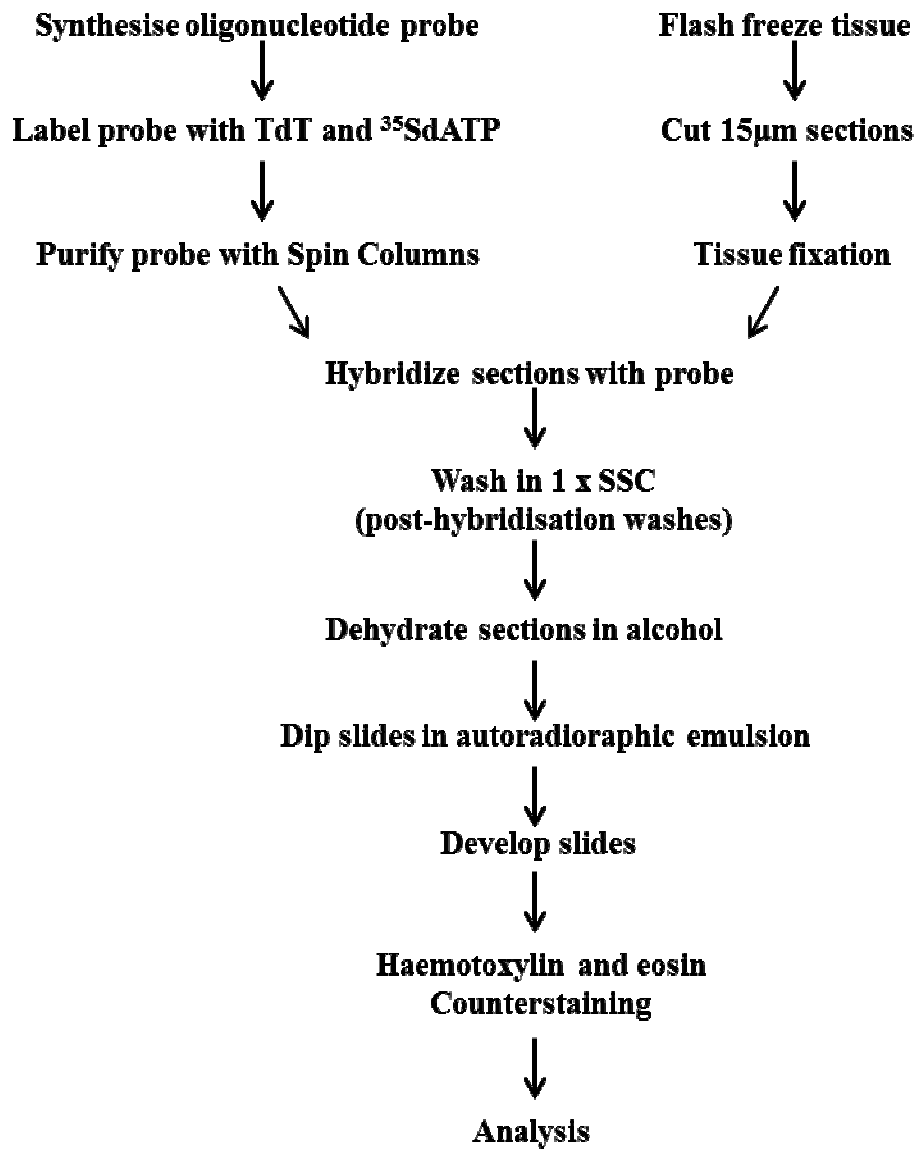 Synthesise oligonucleotide probe
Flash freeze tissue
Label probe with TdT and ³⁵SdATP
Cut 15µm sections
Purify probe with Spin Columns
Tissue fixation
Hybridize sections with probe
Wash in 1 x SSC
(post-hybridisation washes)
Dehydrate sections in alcohol
Dip slides in autoradioraphic emulsion
Develop slides
Haemotoxylin and eosin
Counterstaining
Analysis